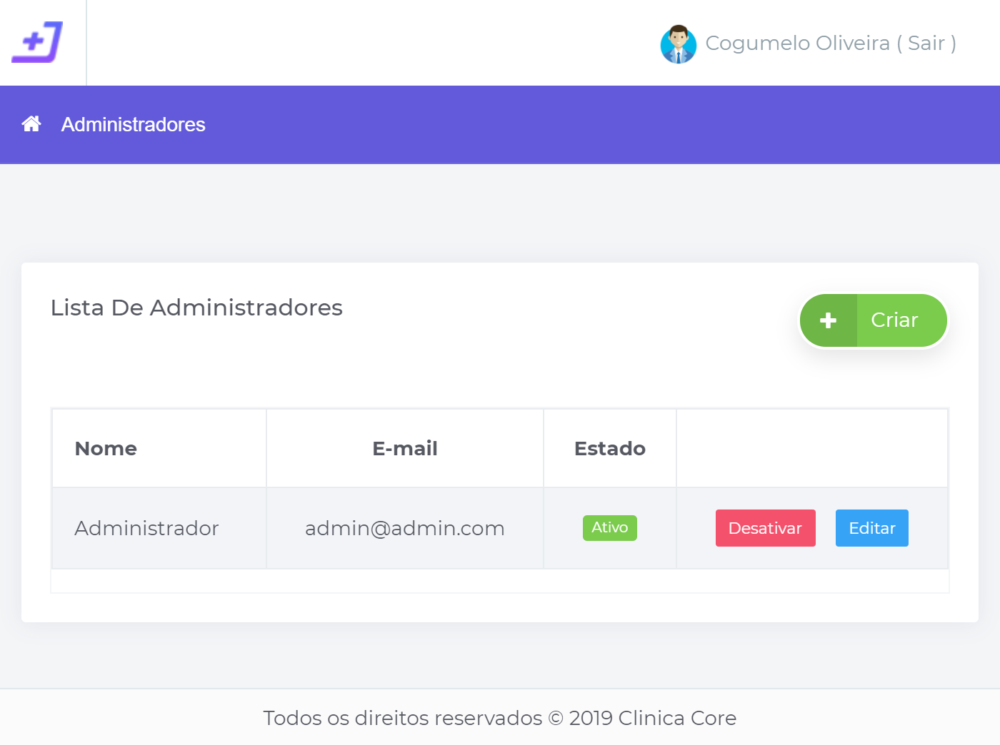 Cogumelo Oliveira ( Sair )
Administradores
Lista De Administradores
Criar
Nome E-mail Estado
Administrador admin@admin.com Ativo Desativar Editar
Todos os direitos reservados © 2019 Clinica Core